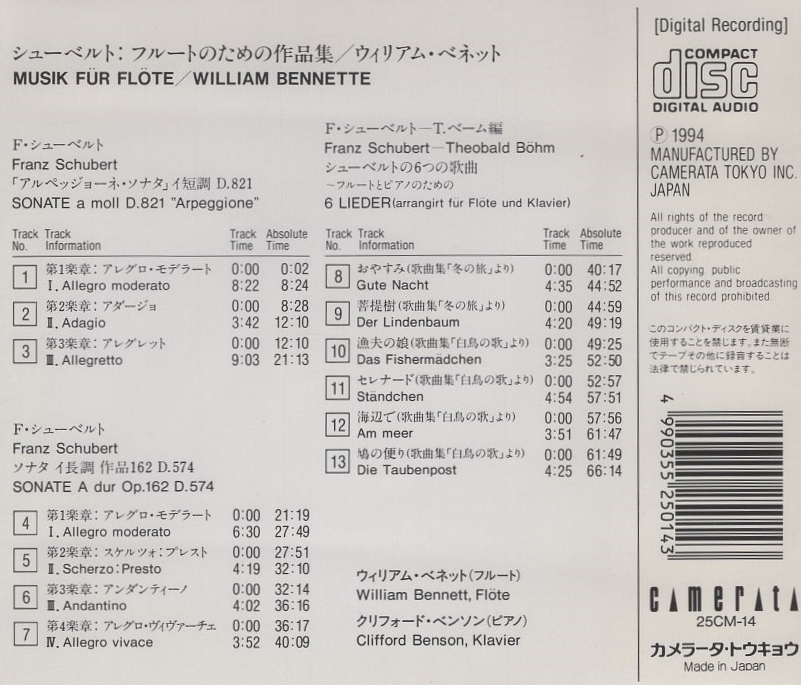 シューベルト: フルートのための作品集／ウィリアム・ベネット
MUSIK FÜR FLÖTE／WILLIAM BENNETTE
F・シューベルト
Franz Schubert
「アルペッジョーネ・ソナタ」イ短調 D.821
SONATE a moll D.821 "Arpeggione"
Track No. Track Information Track Time Absolute Time
1 第1楽章: アレグロ・モデラート 0:00 0:02
I. Allegro moderato 8:22 8:24
2 第2楽章: アダージョ 0:00 8:28
II. Adagio 3:42 12:10
3 第3楽章: アレグレット 0:00 12:10
III. Allegretto 9:03 21:13
F・シューベルト
Franz Schubert
ソナタ イ長調 作品162 D.574
SONATE A dur Op.162 D.574
4 第1楽章: アレグロ・モデラート 0:00 21:19
I. Allegro moderato 6:30 27:49
5 第2楽章: スケルツォ: プレスト 0:00 27:51
II. Scherzo: Presto 4:19 32:10
6 第3楽章: アンダンティーノ 0:00 32:14
III. Andantino 4:02 36:16
7 第4楽章: アレグロ・ヴィヴァーチェ 0:00 36:17
IV. Allegro vivace 3:52 40:09
F・シューベルト—T.ベーム編
Franz Schubert—Theobald Böhm
シューベルトの6つの歌曲
〜フルートとピアノのための
6 LIEDER(arrangirt für Flöte und Klavier)
Track No. Track Information Track Time Absolute Time
8 おやすみ(歌曲集「冬の旅」より) 0:00 40:17
Gute Nacht 4:35 44:52
9 菩提樹(歌曲集「冬の旅」より) 0:00 44:59
Der Lindenbaum 4:20 49:19
10 漁夫の娘(歌曲集「白鳥の歌」より) 0:00 49:25
Das Fishermädchen 3:25 52:50
11 セレナード(歌曲集「白鳥の歌」より) 0:00 52:57
Ständchen 4:54 57:51
12 海辺で(歌曲集「白鳥の歌」より) 0:00 57:56
Am meer 3:51 61:47
13 鳩の便り(歌曲集「白鳥の歌」より) 0:00 61:49
Die Taubenpost 4:25 66:14
ウィリアム・ベネット(フルート)
William Bennett, Flöte
クリフォード・ベンソン(ピアノ)
Clifford Benson, Klavier
[Digital Recording]
COMPACT
disc
DIGITAL AUDIO
Ⓟ 1994
MANUFACTURED BY
CAMERATA TOKYO INC.
JAPAN
All rights of the record
producer and of the owner of
the work reproduced
reserved.
All copying, public
performance and broadcasting
of this record prohibited.
このコンパクト・ディスクを賃貸業に
使用することを禁じます。また無断
でテープその他に録音することは
法律で禁じられています。
4 990355 250143
CAMERATA
25CM-14
カメラータ・トウキョウ
Made in Japan